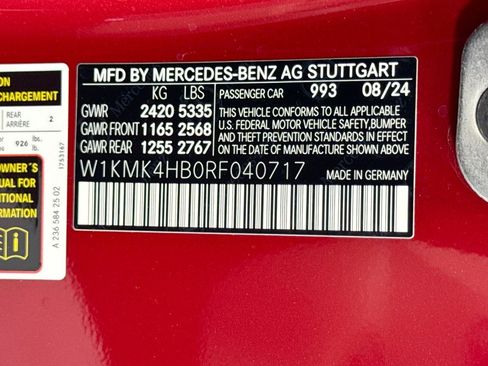 MFD BY MERCEDES-BENZ AG STUTTGART
KG LBS PASSENGER CAR 993 08/24
GVWR 2420 5335
GAWR FRONT 1165 2568
GAWR REAR 1255 2767
THIS VEHICLE CONFORMS TO ALL APPLICABLE
U.S. FEDERAL MOTOR VEHICLE SAFETY, BUMPER
AND THEFT PREVENTION STANDARDS IN EFFECT
ON THE DATE OF MANUFACTURE SHOWN ABOVE.
W1KMK4HB0RF040717
MADE IN GERMANY
ON
CHARGEMENT
REAR
ARRIÈRE 2
926 lbs.
lb.
OWNER´S
UAL FOR
ITIONAL
RMATION
1753167
A 236 584 25 02